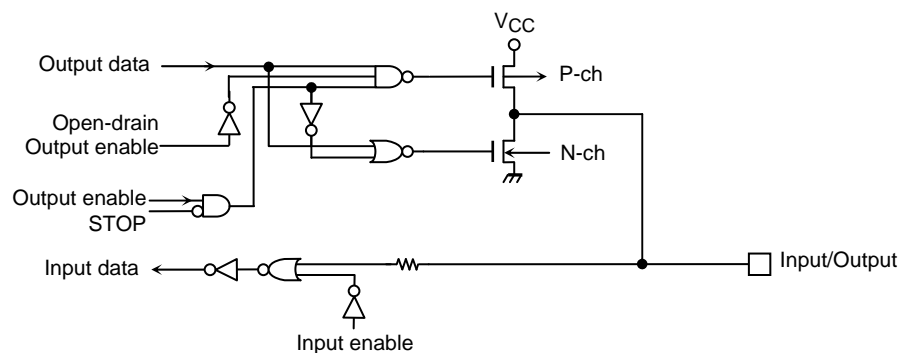 VCC
Output data
P-ch
Open-drain
Output enable
N-ch
Output enable
STOP
Input data
Input/Output
Input enable